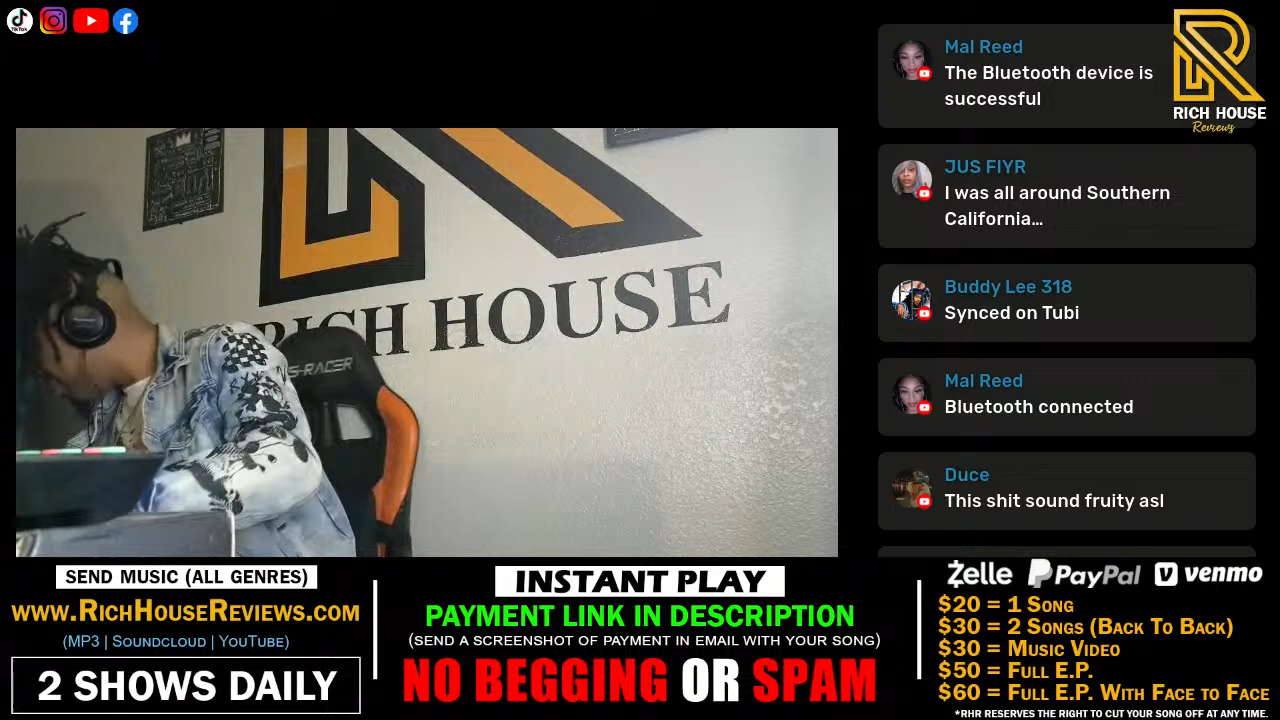 Mal Reed
The Bluetooth device is
successful
RICH HOUSE
Reviews
JUS FIYR
I was all around Southern
California…
Buddy Lee 318
Synced on Tubi
Mal Reed
Bluetooth connected
Duce
This shit sound fruity asl
RICH HOUSE
S-RACER
SEND MUSIC (ALL GENRES)
www.RichHouseReviews.com
(MP3 | Soundcloud | YouTube)
2 SHOWS DAILY
INSTANT PLAY
PAYMENT LINK IN DESCRIPTION
(SEND A SCREENSHOT OF PAYMENT IN EMAIL WITH YOUR SONG)
NO BEGGING OR SPAM
Zelle PayPal venmo
$20 = 1 Song
$30 = 2 Songs (Back To Back)
$30 = Music Video
$50 = Full E.P.
$60 = Full E.P. With Face to Face
*RHR RESERVES THE RIGHT TO CUT YOUR SONG OFF AT ANY TIME.